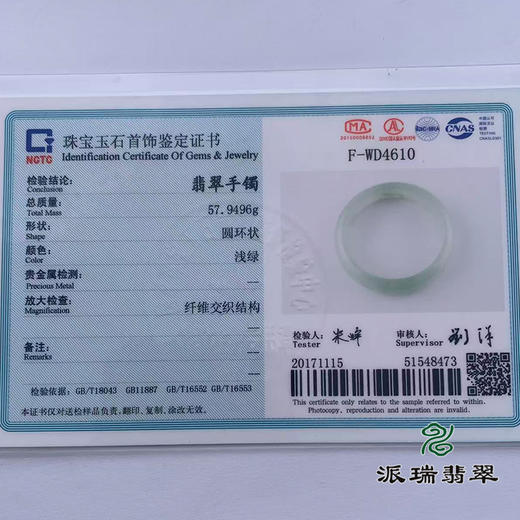 NGTC
珠宝玉石首饰鉴定证书
Identification Certificate Of Gems & Jewelry
检验结论:
Conclusion
翡翠手镯
总质量:
Total Mass
57.9496g
形状:
Shape
圆环状
颜色:
Color
浅绿
贵金属检测:
Precious Metal
—
放大检查:
Magnification
纤维交织结构
—
备注:
Remarks
—
—
检验依据: GB/T18043 GB11887 GB/T16552 GB/T16553
本证书仅对送检样品负责,翻印、复制、涂改无效。
MA
CNAS
F-WD4610
检验人:
Tester
审核人:
Supervisor
20171115
51548473
This certificate only relates to the sample submitted or within.
Photocopy, reproduction and alteration are invalid.
派瑞翡翠